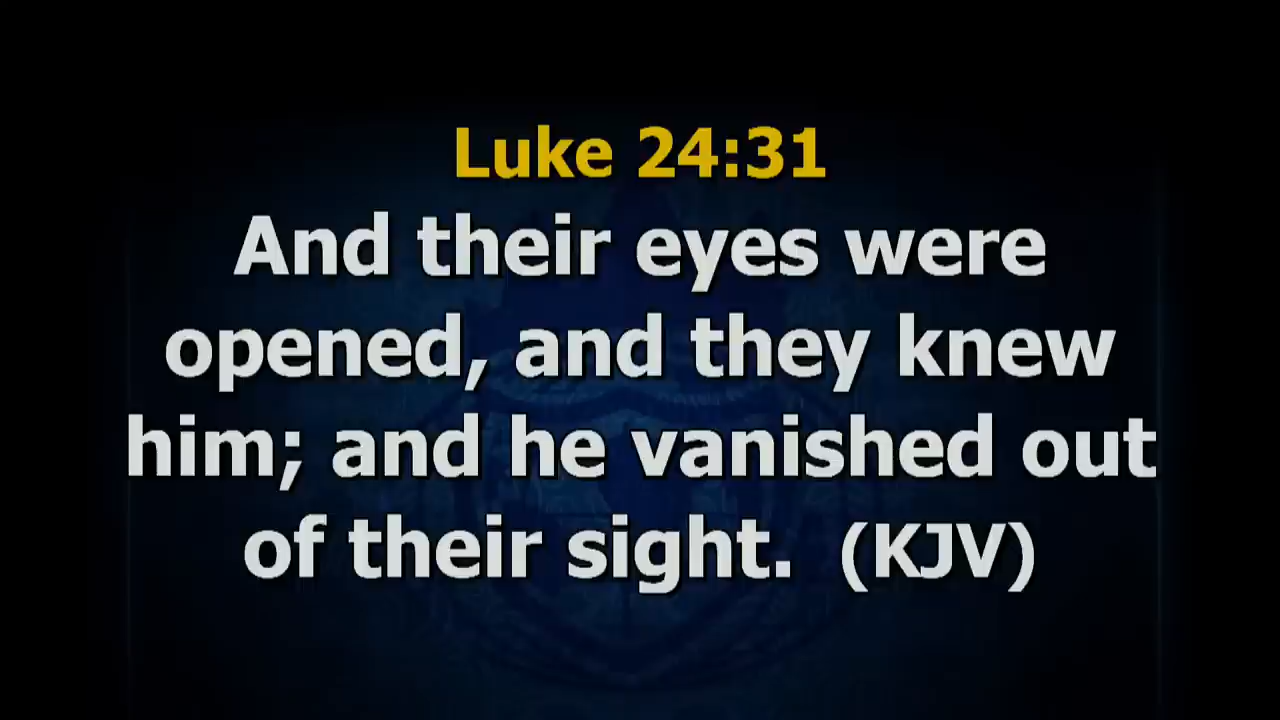 Luke 24:31
And their eyes were
opened, and they knew
him; and he vanished out
of their sight.  (KJV)